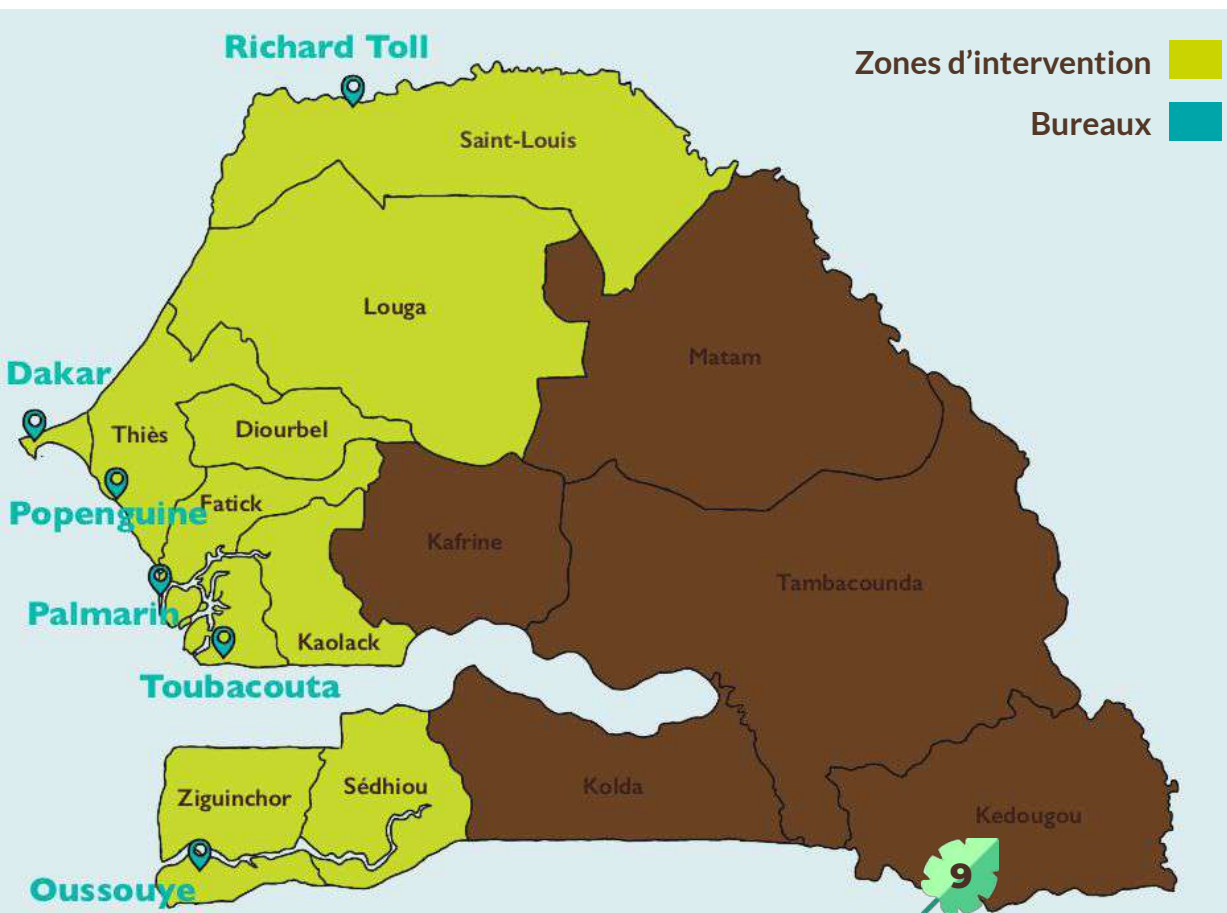 Richard Toll
Zones d'intervention
Bureaux
Saint-Louis
Louga
Matam
Dakar
Thiès
Diourbel
Popenguine
Fatick
Kafrine
Tambacounda
Palmarin
Kaolack
Toubacouta
Ziguinchor
Sédhiou
Kolda
Kedougou
Oussouye
9